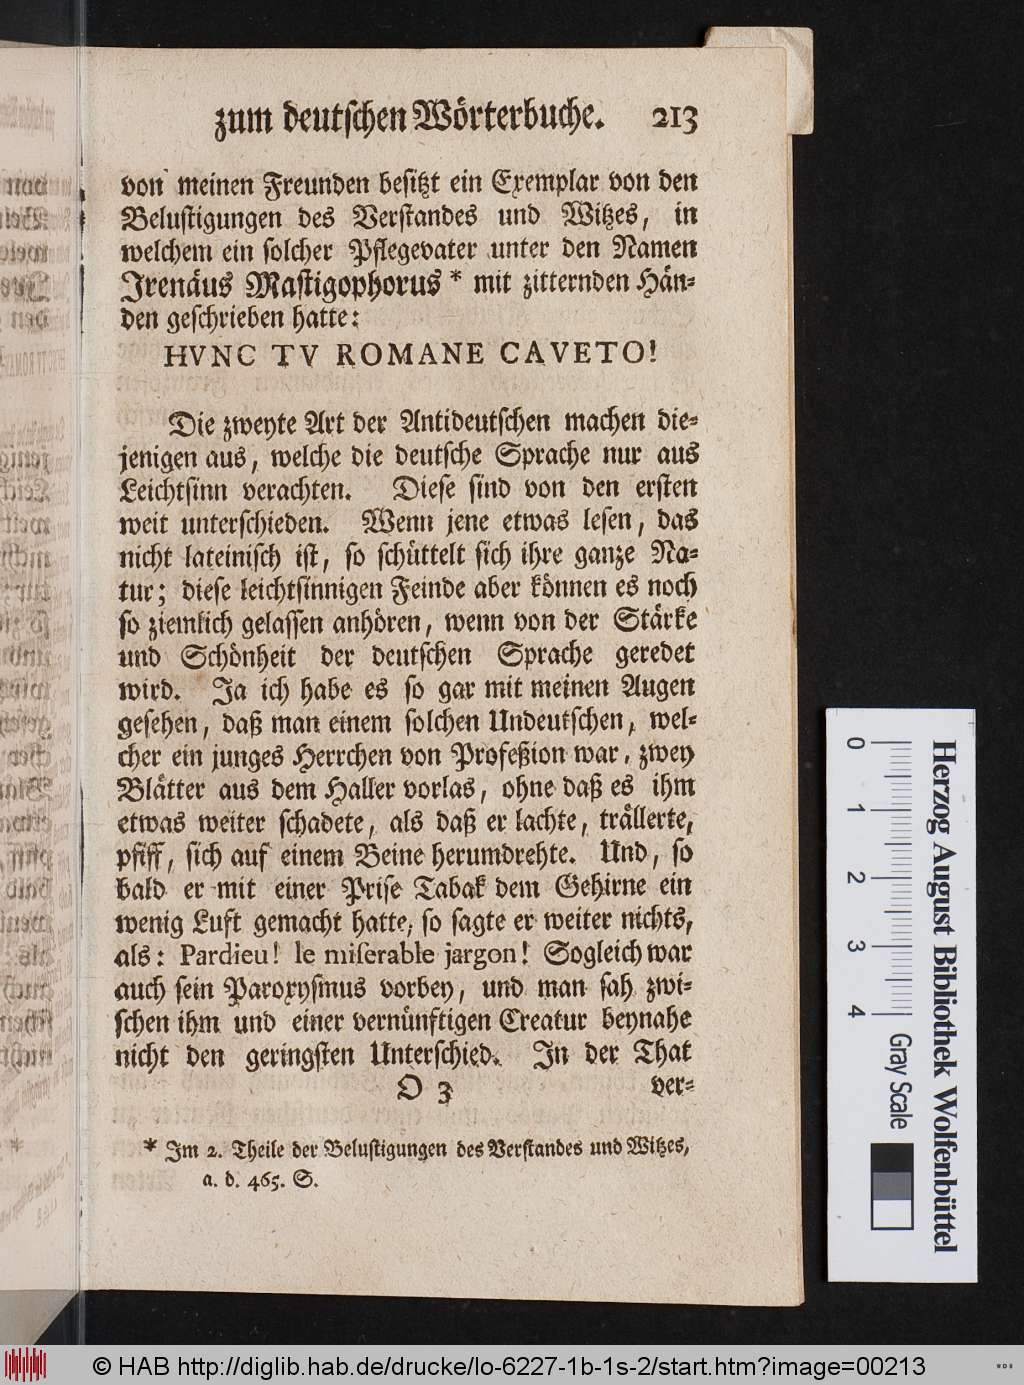 zum deutschen Wörterbuche. 213
von meinen Freunden besitzt ein Exemplar von den
Belustigungen des Verstandes und Witzes, in
welchem ein solcher Pflegevater unter den Namen
Irenäus Mastigophorus * mit zitternden Hän-
den geschrieben hatte:
HVNC TV ROMANE CAVETO!
Die zweyte Art der Antideutschen machen die-
jenigen aus, welche die deutsche Sprache nur aus
Leichtsinn verachten. Diese sind von den ersten
weit unterschieden. Wenn jene etwas lesen, das
nicht lateinisch ist, so schüttelt sich ihre ganze Na-
tur; diese leichtsinnigen Feinde aber können es noch
so ziemlich gelassen anhören, wenn von der Stärke
und Schönheit der deutschen Sprache geredet
wird. Ja ich habe es so gar mit meinen Augen
gesehen, daß man einem solchen Undeutschen, wel-
cher ein junges Herrchen von Profeßion war, zwey
Blätter aus dem Haller vorlas, ohne daß es ihm
etwas weiter schadete, als daß er lachte, trällerte,
pfiff, sich auf einem Beine herumdrehte. Und, so
bald er mit einer Prise Tabak dem Gehirne ein
wenig Luft gemacht hatte, so sagte er weiter nichts,
als: Pardieu! le miserable jargon! Sogleich war
auch sein Paroxysmus vorbey, und man sah zwi-
schen ihm und einer vernünftigen Creatur beynahe
nicht den geringsten Unterschied. In der That
O 3 ver-
* Im 2. Theile der Belustigungen des Verstandes und Witzes,
a. d. 465. S.
0 1 2 3 4
Gray Scale
Herzog August Bibliothek Wolfenbüttel
© HAB http://diglib.hab.de/drucke/lo-6227-1b-1s-2/start.htm?image=00213